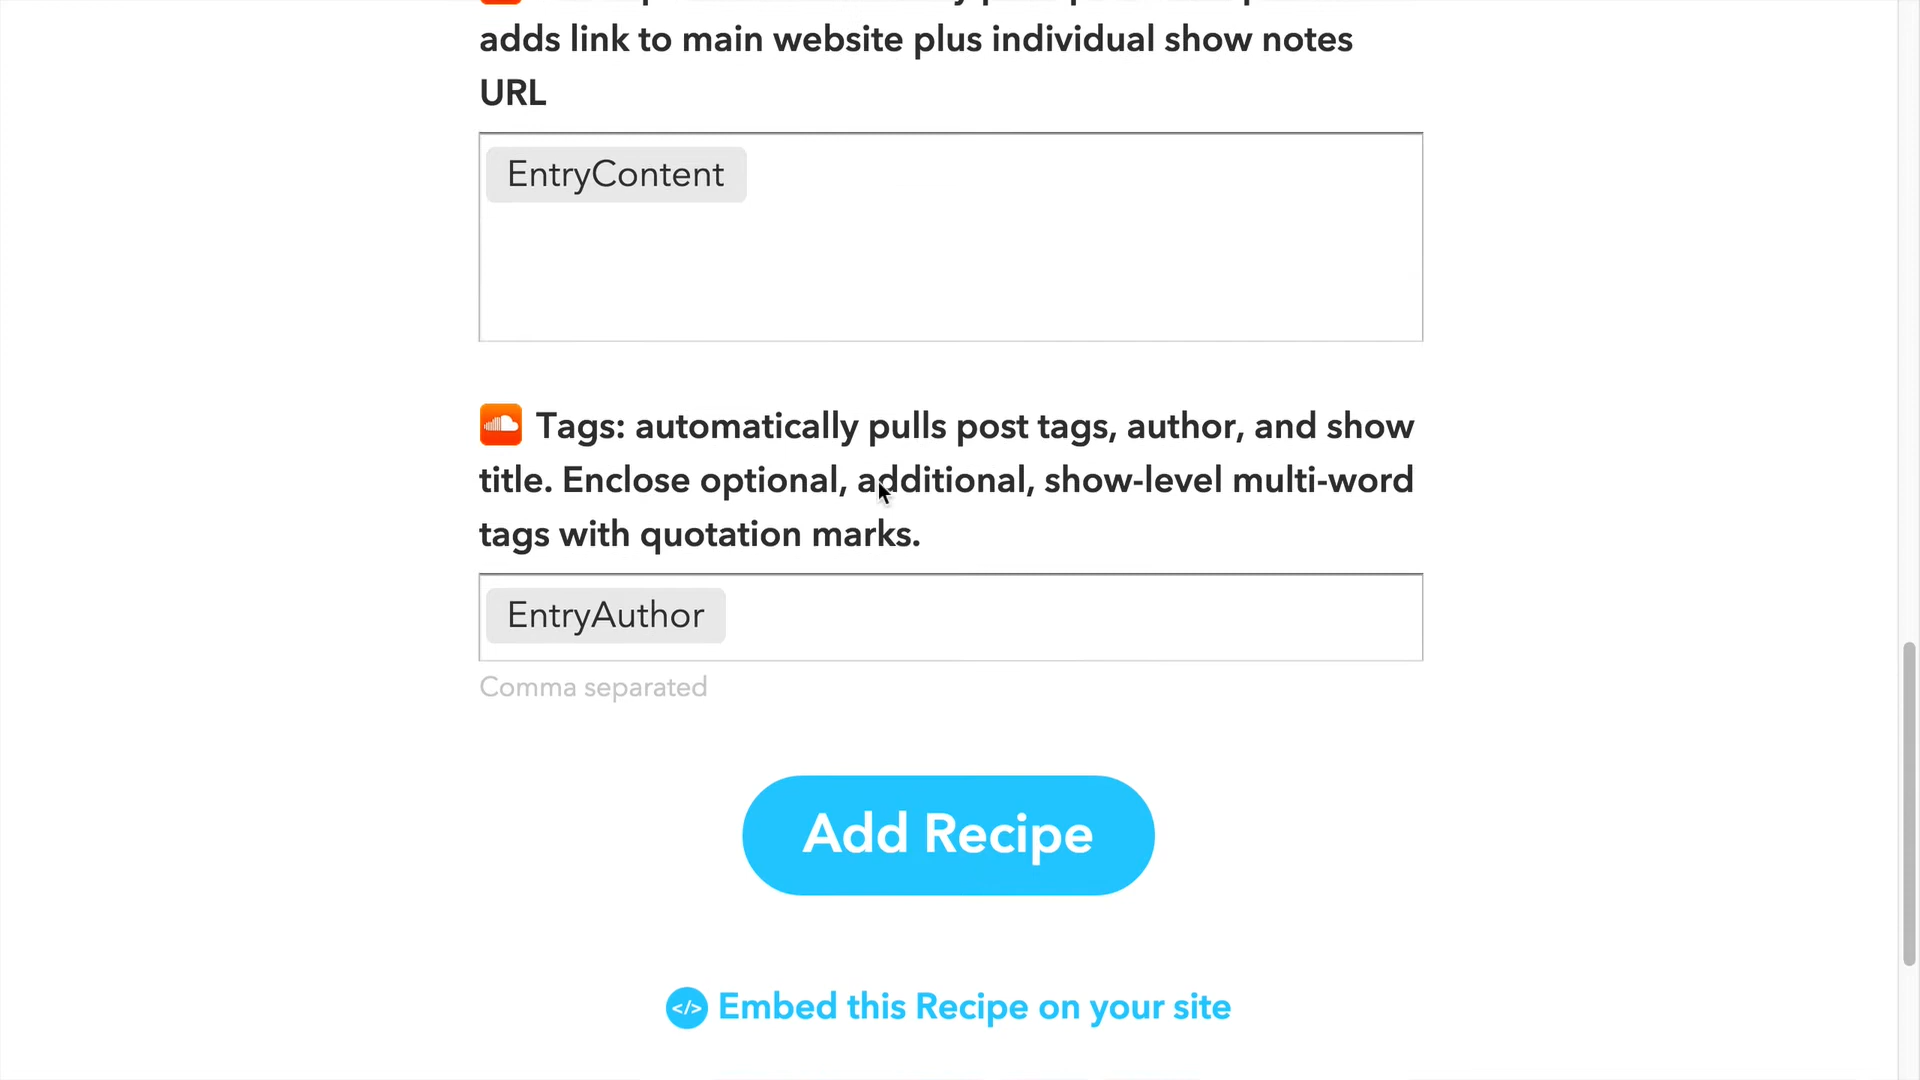 adds link to main website plus individual show notes
URL
EntryContent
Tags: automatically pulls post tags, author, and show
title. Enclose optional, additional, show-level multi-word
tags with quotation marks.
EntryAuthor
Comma separated
Add Recipe
Embed this Recipe on your site